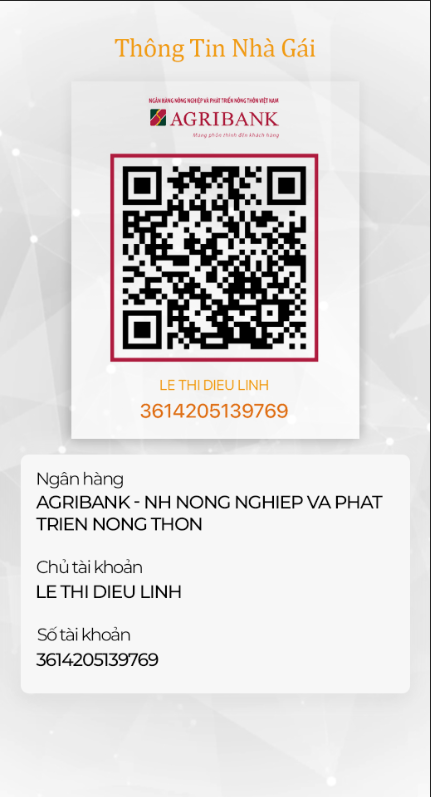 Thông Tin Nhà Gái
NGÂN HÀNG NÔNG NGHIỆP VÀ PHÁT TRIỂN NÔNG THÔN VIỆT NAM
AGRIBANK
Mang phồn thịnh đến khách hàng
LE THI DIEU LINH
3614205139769
Ngân hàng
AGRIBANK - NH NONG NGHIEP VA PHAT
TRIEN NONG THON
Chủ tài khoản
LE THI DIEU LINH
Số tài khoản
3614205139769